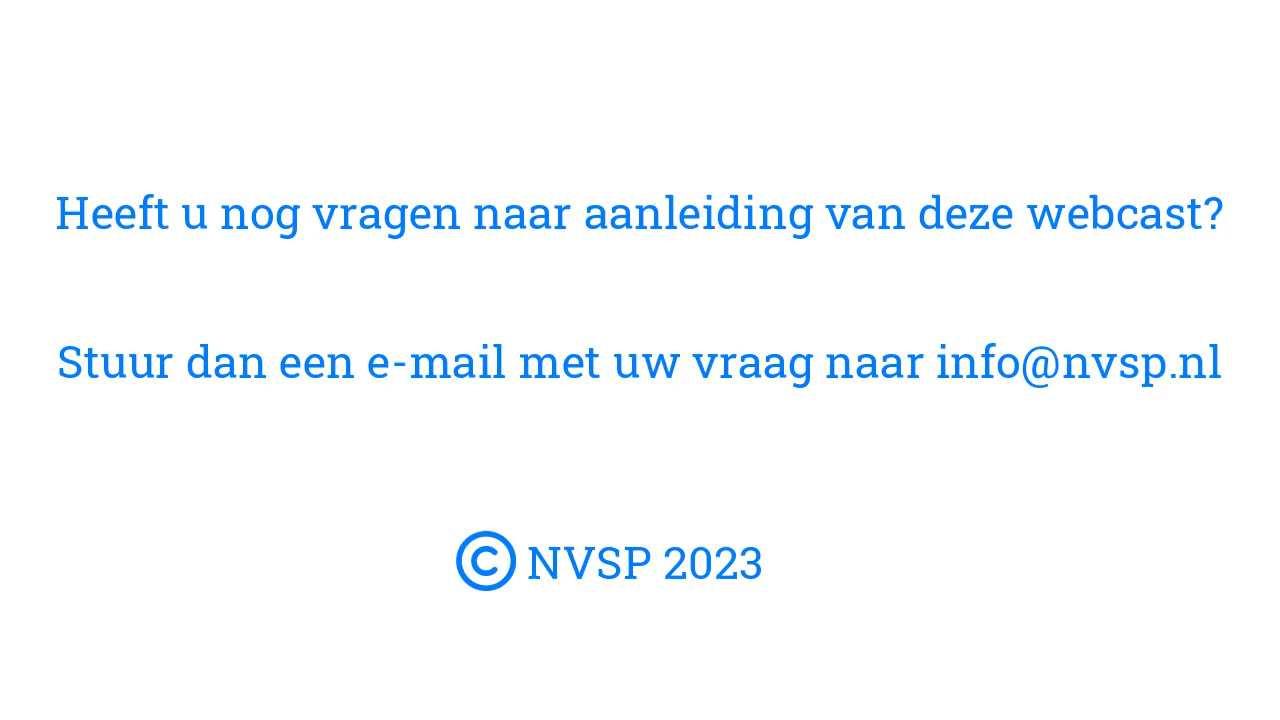 Heeft u nog vragen naar aanleiding van deze webcast?
Stuur dan een e-mail met uw vraag naar info@nvsp.nl
© NVSP 2023